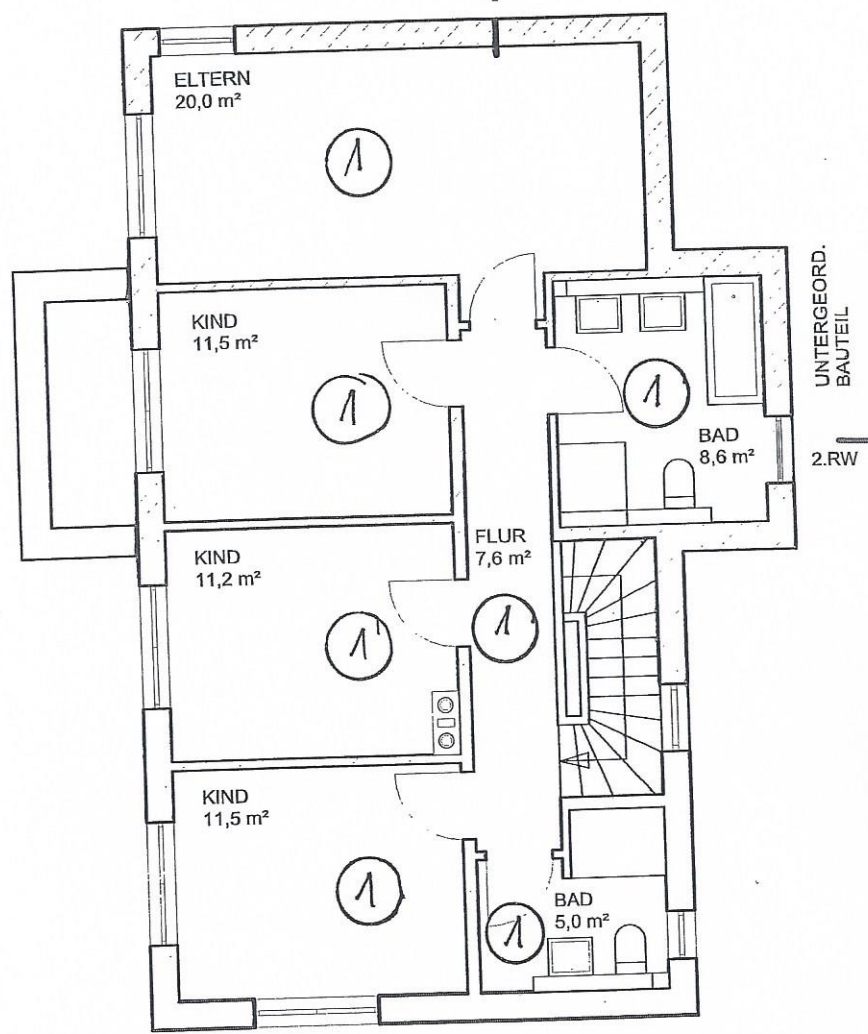 ELTERN
20,0 m²
1
KIND
11,5 m²
1
1
BAD
8,6 m²
UNTERGEORD.
BAUTEIL
2.RW
KIND
11,2 m²
1
FLUR
7,6 m²
1
KIND
11,5 m²
1
BAD
5,0 m²
1